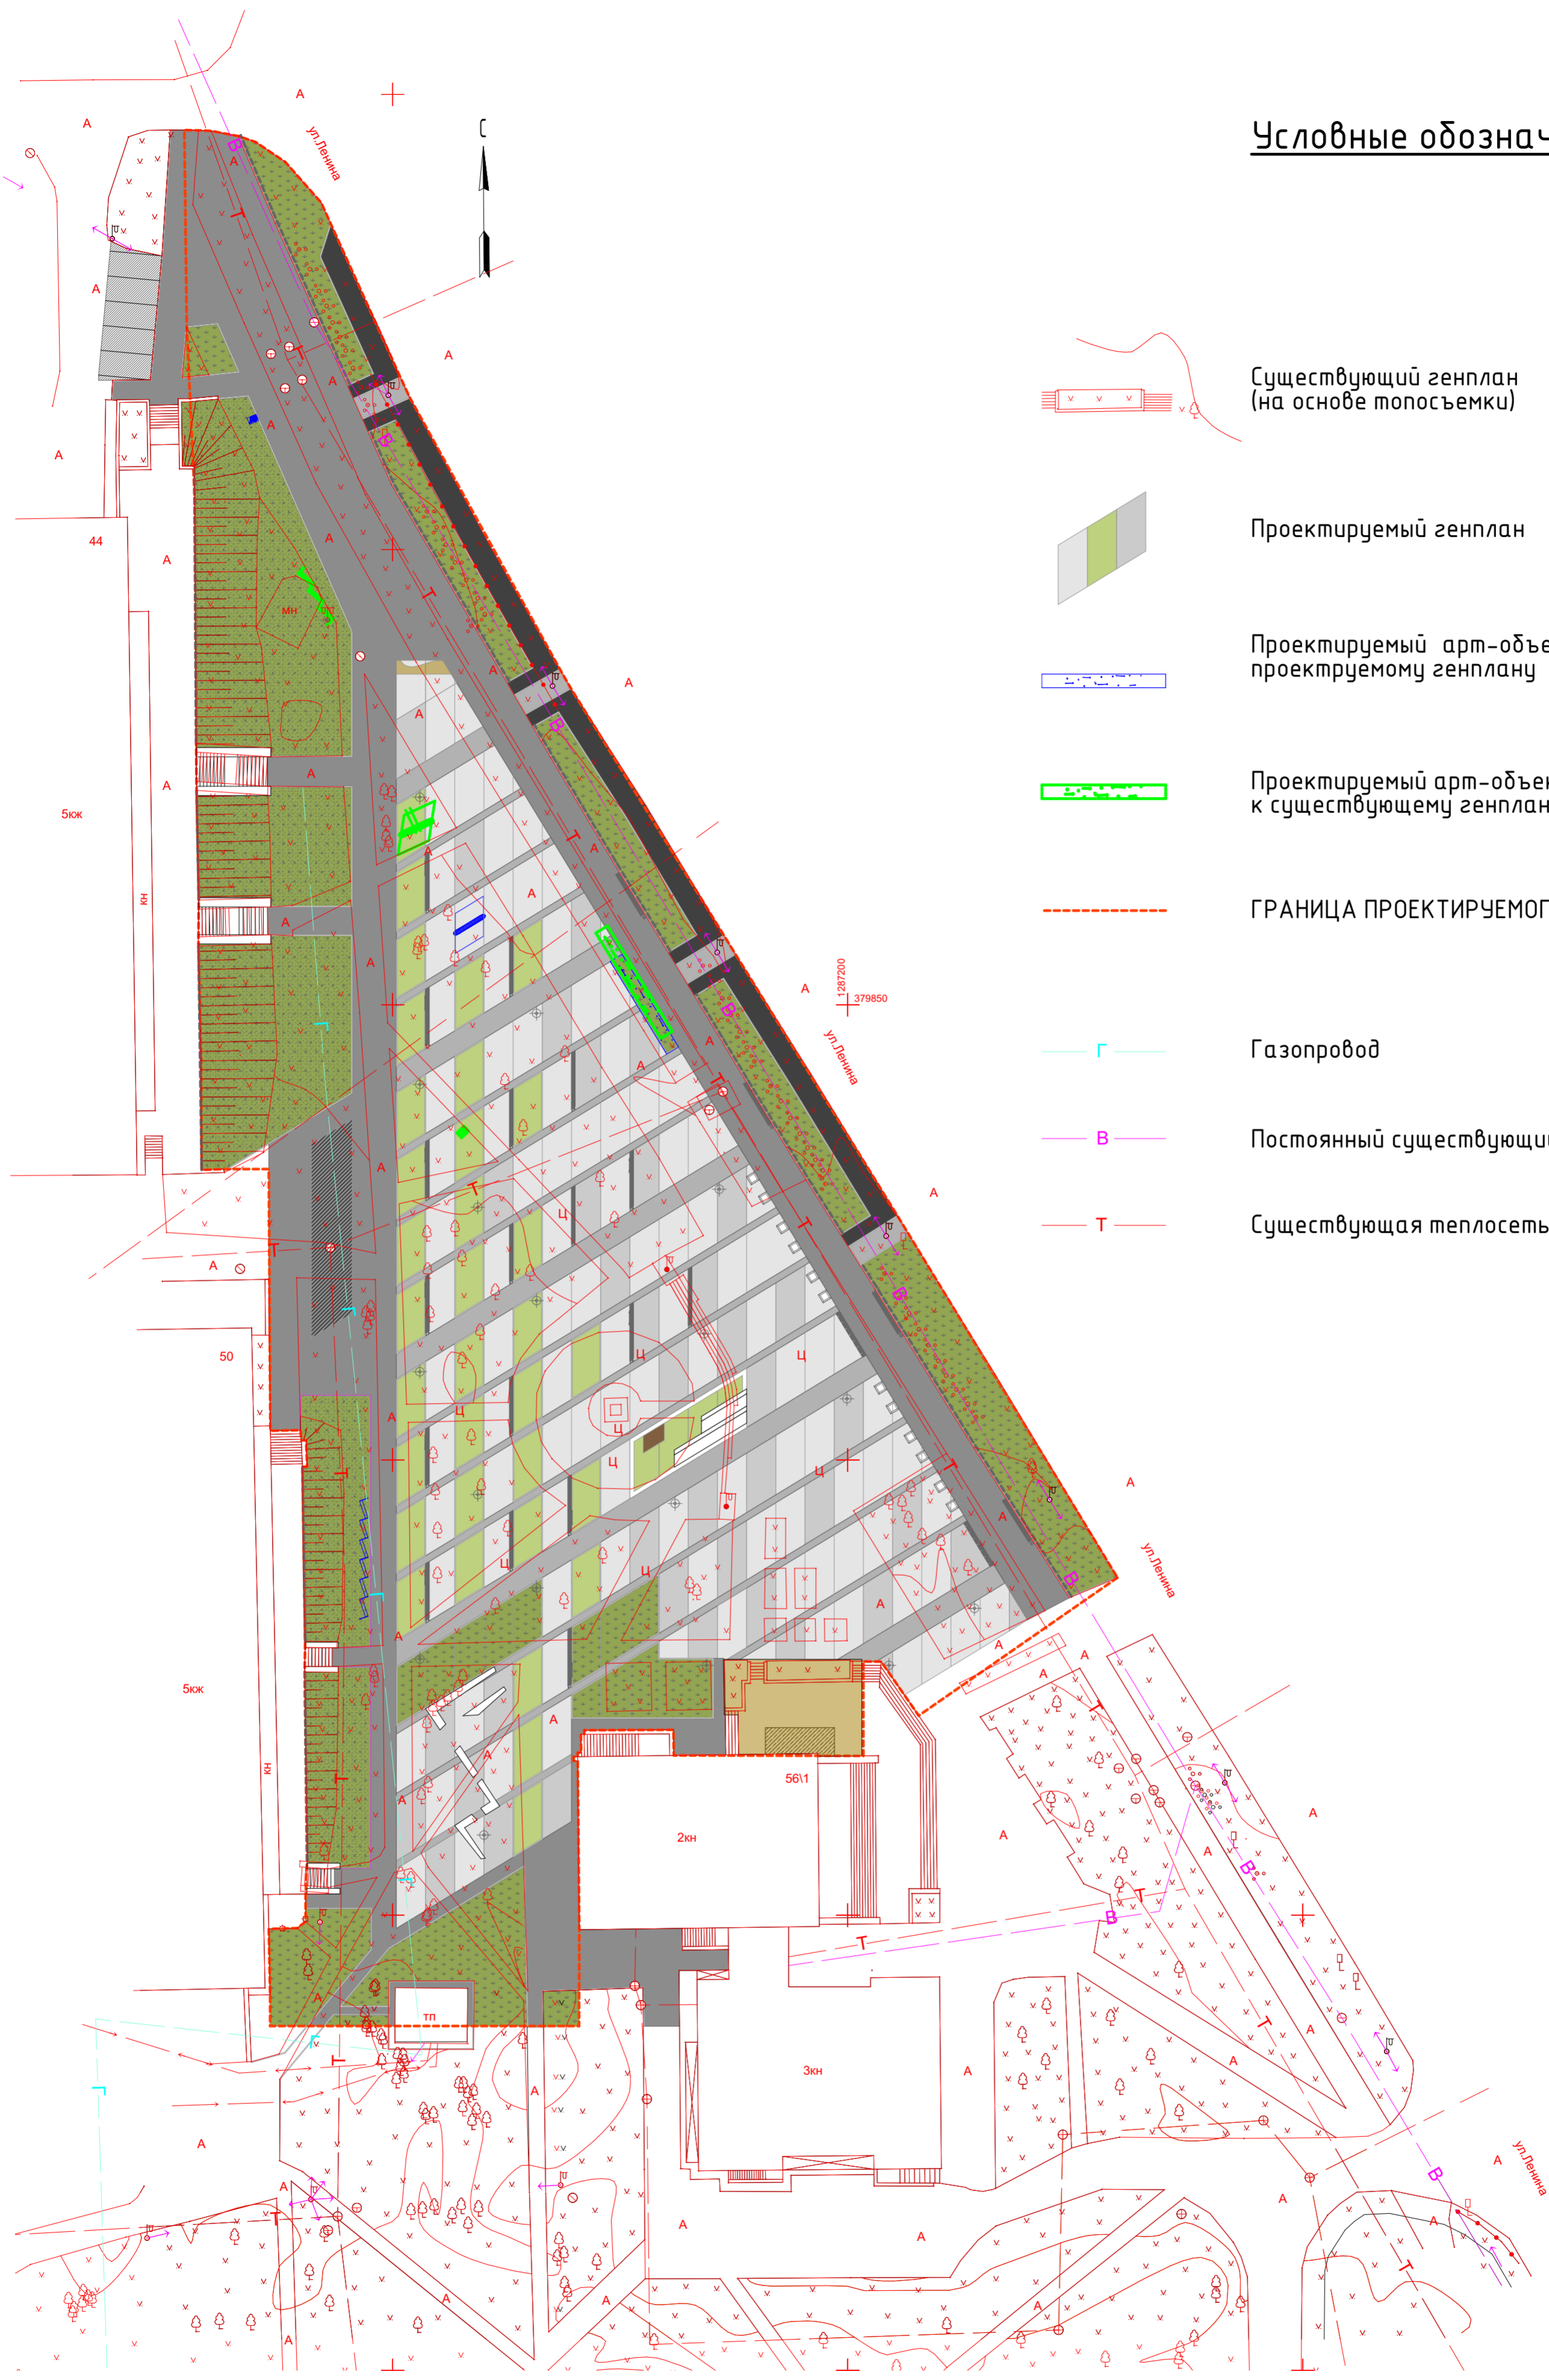 Условные обознач
С
Существующий генплан
(на основе топосъемки)
Проектируемый генплан
Проектируемый арт-объе
проектруемому генплану
Проектируемый арт-объек
к существующему генплан
ГРАНИЦА ПРОЕКТИРУЕМОГ
Г
Газопровод
В
Постоянный существующи
Т
Существующая теплосеть
ул.Ленина
44
мн
5кж
кн
1287200
379850
ул.Ленина
50
ул.Ленина
5кж
кн
56\1
2кн
тп
3кн
ул.Ленина